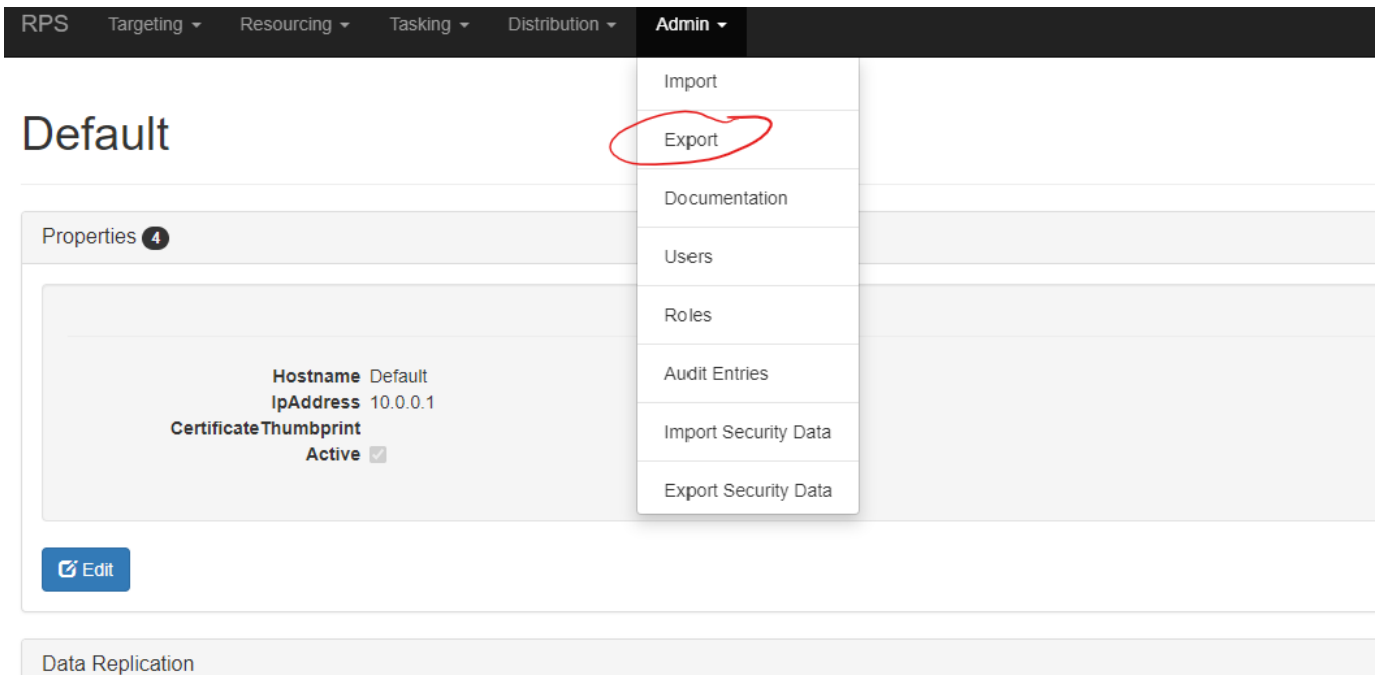 RPS Targeting Resourcing Tasking Distribution Admin
Import
Export
Documentation
Users
Roles
Audit Entries
Import Security Data
Export Security Data
Default
Properties 4
Hostname Default
IpAddress 10.0.0.1
CertificateThumbprint
Active
Edit
Data Replication